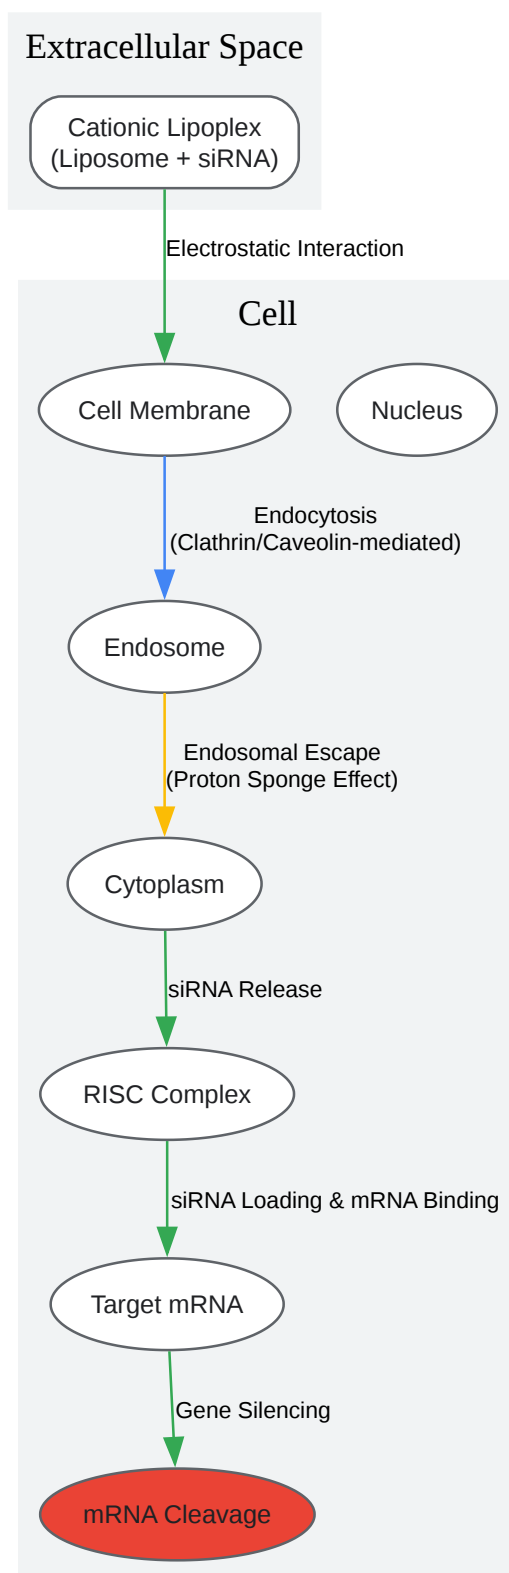 Extracellular Space
Cationic Lipoplex
(Liposome + siRNA)
Electrostatic Interaction
Cell
Cell Membrane
Nucleus
Endocytosis
(Clathrin/Caveolin-mediated)
Endosome
Endosomal Escape
(Proton Sponge Effect)
Cytoplasm
siRNA Release
RISC Complex
siRNA Loading & mRNA Binding
Target mRNA
Gene Silencing
mRNA Cleavage